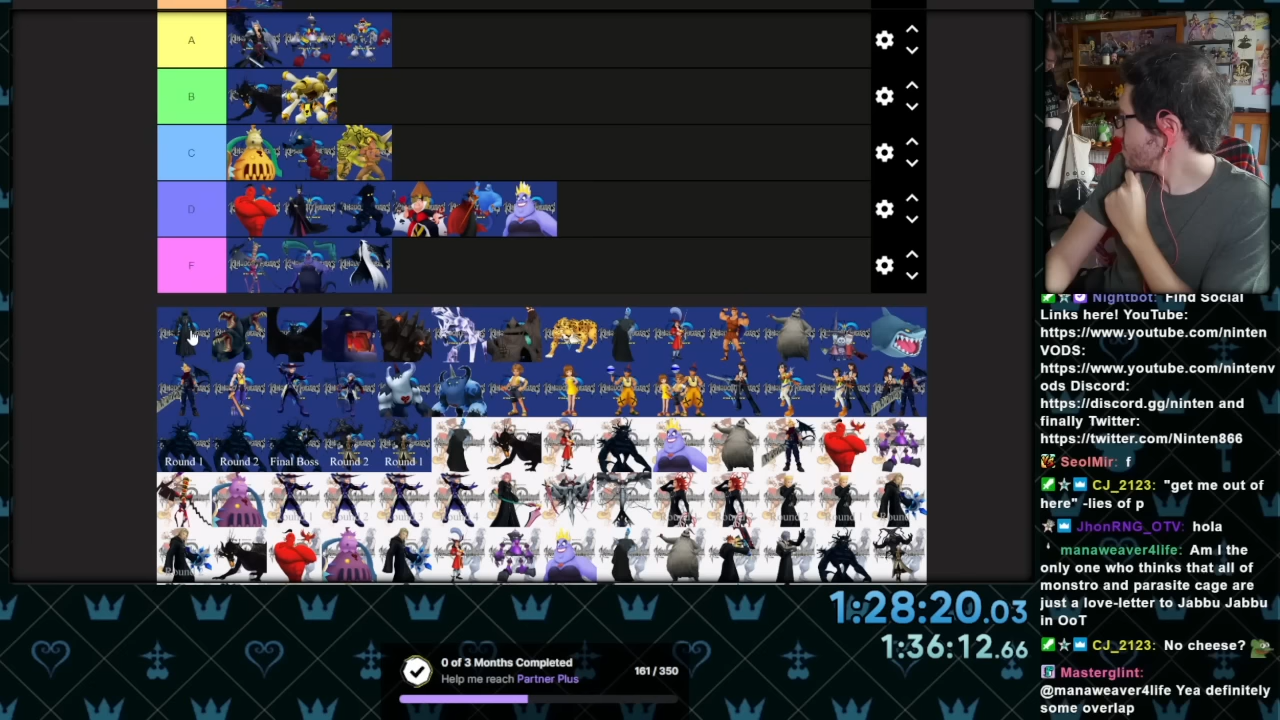 A
B
C
D
F
Round 1
Round 2
Final Boss
Round 2
Round 1
Nightbot: Find Social
Links here! YouTube:
https://www.youtube.com/ninten
VODS:
https://www.youtube.com/nintenv
ods Discord:
https://discord.gg/ninten and
finally Twitter:
https://twitter.com/Ninten866
SeolMir: f
CJ_2123: "get me out of
here" -lies of p
JhonRNG_OTV: hola
manaweaver4life: Am I the
only one who thinks that all of
monstro and parasite cage are
just a love-letter to Jabbu Jabbu
in OoT
CJ_2123: No cheese?
Masterglint:
@manaweaver4life Yea definitely
some overlap
1:28:20.03
1:36:12.66
0 of 3 Months Completed
161 / 350
Help me reach Partner Plus